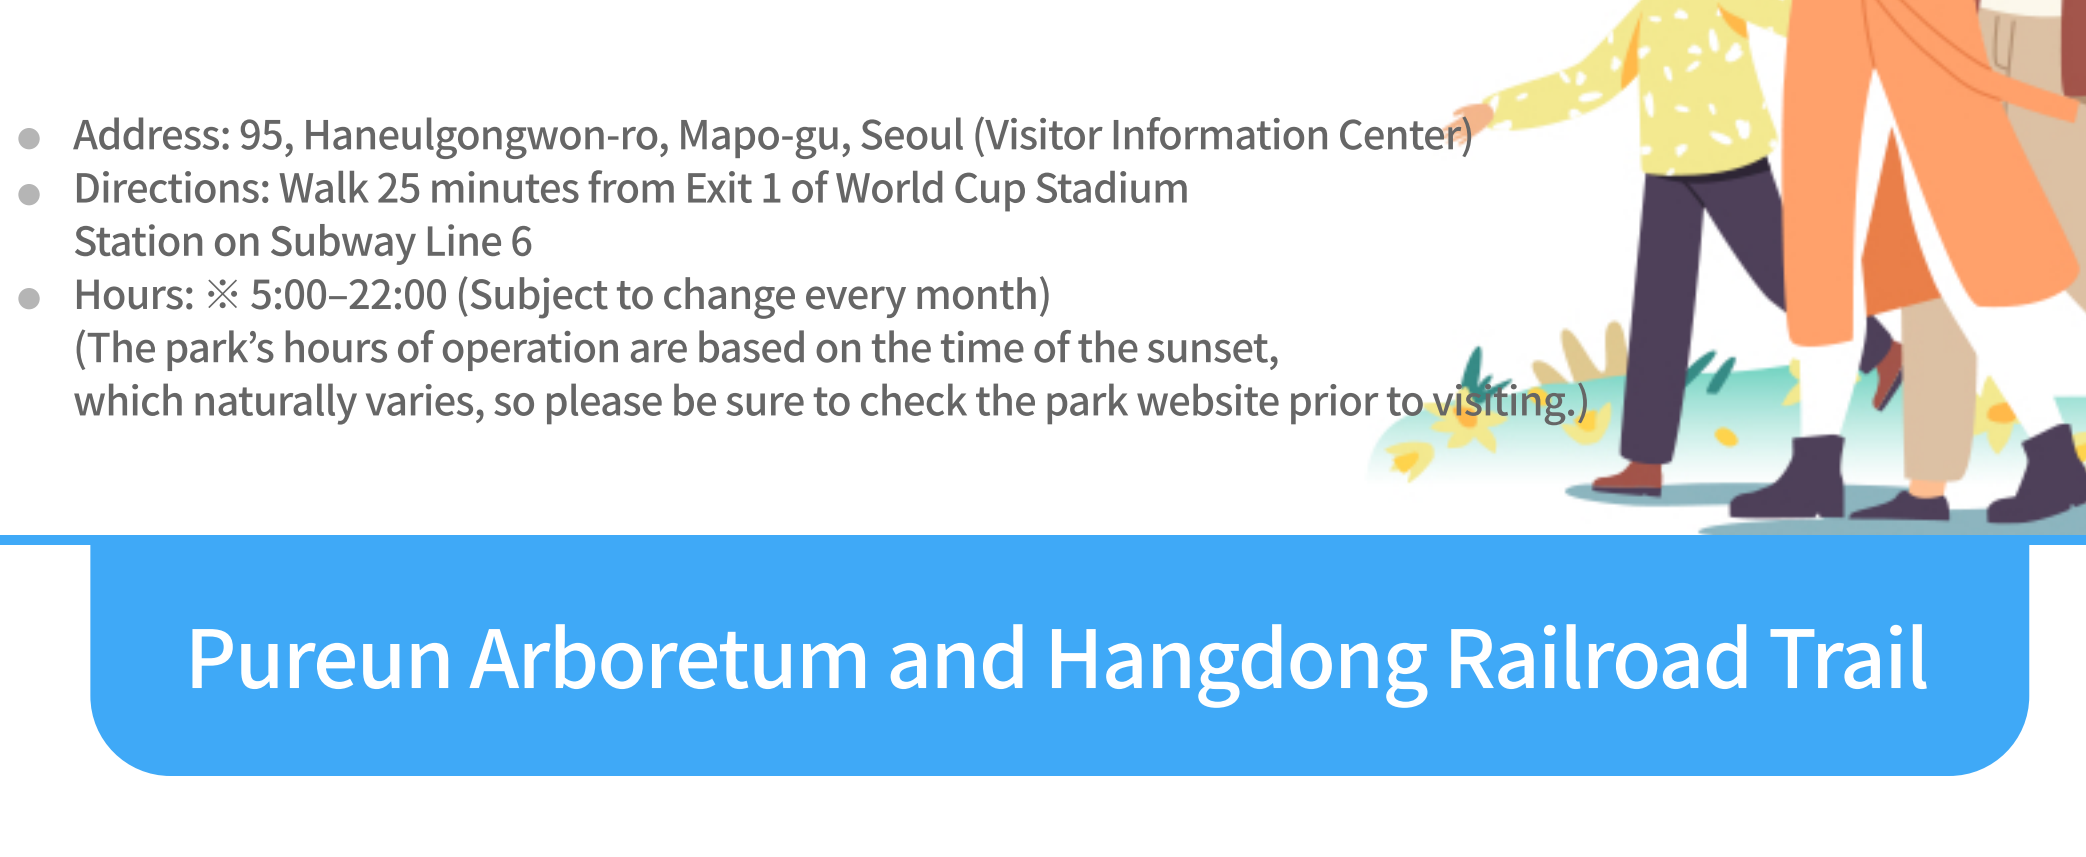 Address: 95, Haneulgongwon-ro, Mapo-gu, Seoul (Visitor Information Center)
Directions: Walk 25 minutes from Exit 1 of World Cup Stadium
Station on Subway Line 6
Hours: ※ 5:00–22:00 (Subject to change every month)
(The park’s hours of operation are based on the time of the sunset,
which naturally varies, so please be sure to check the park website prior to visiting.)
Pureun Arboretum and Hangdong Railroad Trail